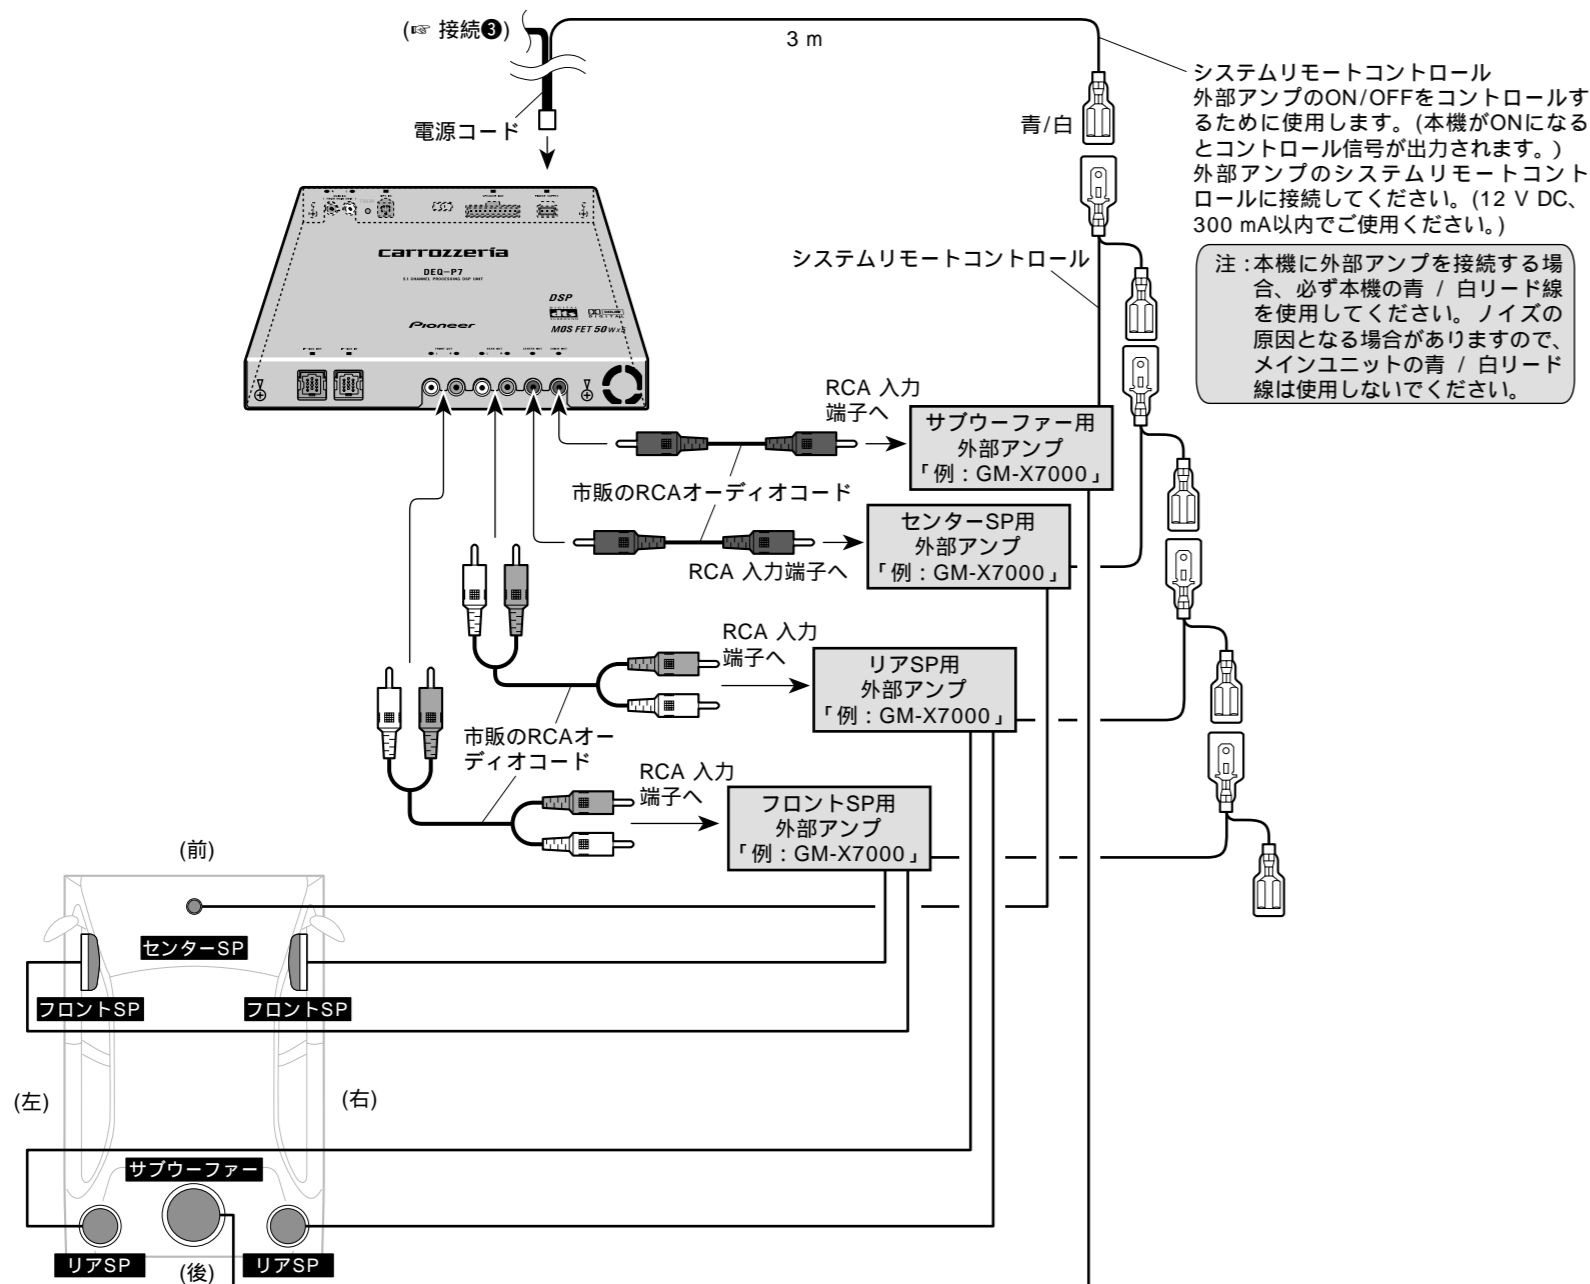 (☞ 接続❸)
3 m
電源コード
青/白
システムリモートコントロール
外部アンプのON/OFFをコントロールす
るために使用します。(本機がONになる
とコントロール信号が出力されます。)
外部アンプのシステムリモートコント
ロールに接続してください。(12 V DC、
300 mA以内でご使用ください。)
注:本機に外部アンプを接続する場
合、必ず本機の青 / 白リード線
を使用してください。ノイズの
原因となる場合がありますので、
メインユニットの青 / 白リード
線は使用しないでください。
システムリモートコントロール
carrozzeria
DEQ-P7
5.1 CHANNEL PROCESSING DSP UNIT
DSP
dts
DIGITAL
Pioneer
MOS FET 50W×5
RCA 入力
端子へ
サブウーファー用
外部アンプ
「例:GM-X7000」
市販のRCAオーディオコード
センターSP用
外部アンプ
「例:GM-X7000」
RCA 入力端子へ
RCA 入力
端子へ
リアSP用
外部アンプ
「例:GM-X7000」
市販のRCAオー
ディオコード
RCA 入力
端子へ
フロントSP用
外部アンプ
「例:GM-X7000」
(前)
センターSP
フロントSP
フロントSP
(左)
(右)
サブウーファー
リアSP
(後)
リアSP